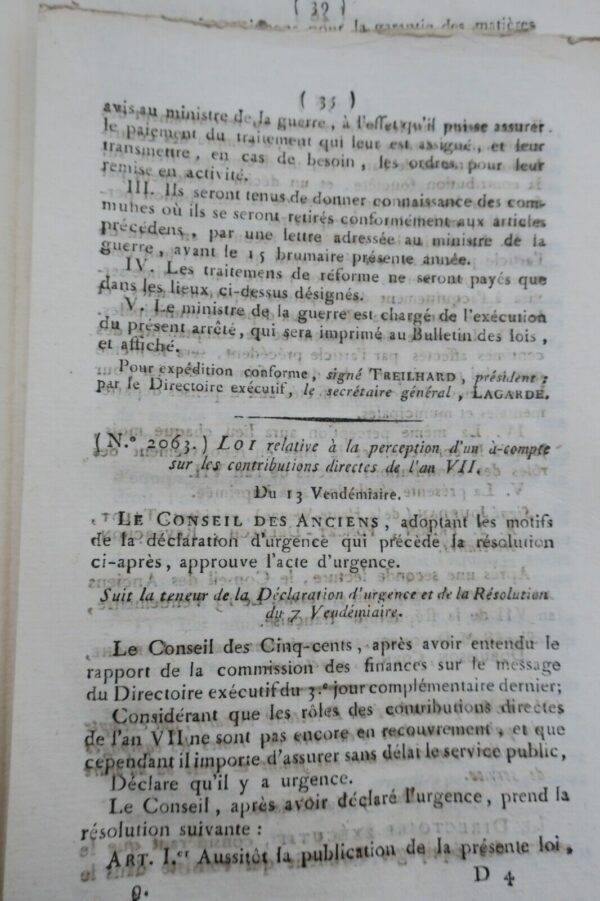 ( 39 )
pour la garantie des matières
( 35 )
avis au ministre de la guerre, à l'effet qu'il puisse assurer
le paiement du traitement qui leur est assigné, et leur
transmettre, en cas de besoin, les ordres pour leur
remise en activité.
III. Ils seront tenus de donner connaissance des com-
munes où ils se seront retirés conformément aux articles
précédens, par une lettre adressée au ministre de la
guerre, avant le 15 brumaire présente année.
IV. Les traitemens de réforme ne seront payés que
dans les lieux ci-dessus désignés.
V. Le ministre de la guerre est chargé de l'exécution
du présent arrêté, qui sera imprimé au Bulletin des lois,
et affiché.
Pour expédition conforme, signé TREILHARD, président;
par le Directoire exécutif, le secrétaire général, LAGARDE.
(N.° 2063.) LOI relative à la perception d'un à-compte
sur les contributions directes de l'an VII.
Du 13 Vendémiaire.
LE CONSEIL DES ANCIENS, adoptant les motifs
de la déclaration d'urgence qui précède la résolution
ci-après, approuve l'acte d'urgence.
Suit la teneur de la Déclaration d'urgence et de la Résolution
du 7 Vendémiaire.
Le Conseil des Cinq-cents, après avoir entendu le
rapport de la commission des finances sur le message
du Directoire exécutif du 3.e jour complémentaire dernier;
Considérant que les rôles des contributions directes
de l'an VII ne sont pas encore en recouvrement, et que
cependant il importe d'assurer sans délai le service public,
Déclare qu'il y a urgence.
Le Conseil, après avoir déclaré l'urgence, prend la
résolution suivante :
ART. I.er Aussitôt la publication de la présente loi,
D 4